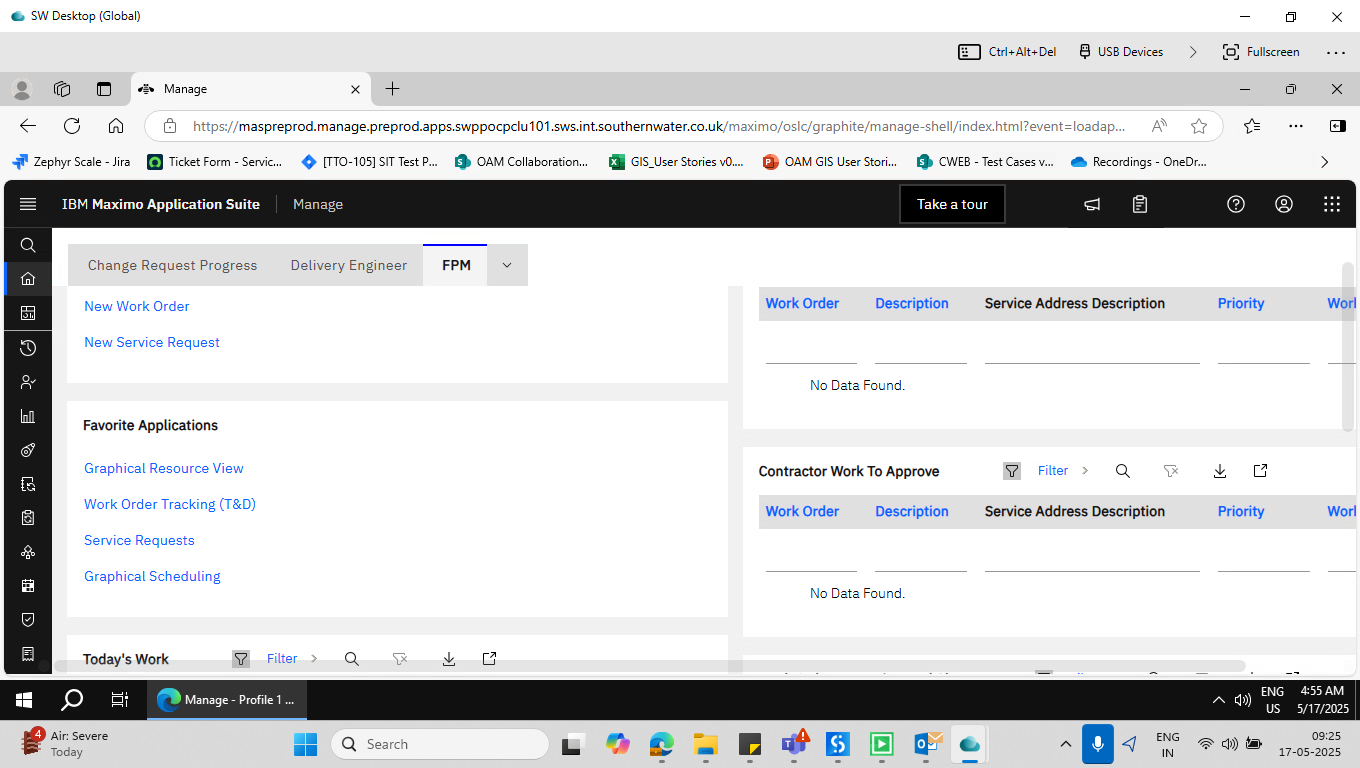 SW Desktop (Global)
Ctrl+Alt+Del
USB Devices
Fullscreen
Manage
https://maspreprod.manage.preprod.apps.swppocpclu101.sws.int.southernwater.co.uk/maximo/oslc/graphite/manage-shell/index.html?event=loadap...
Zephyr Scale - Jira
Ticket Form - Servic...
[TTO-105] SIT Test P...
OAM Collaboration...
GIS_User Stories v0....
OAM GIS User Stori...
CWEB - Test Cases v...
Recordings - OneDr...
IBM Maximo Application Suite
Manage
Take a tour
Change Request Progress
Delivery Engineer
FPM
New Work Order
New Service Request
Work Order
Description
Service Address Description
Priority
Worl
No Data Found.
Favorite Applications
Graphical Resource View
Work Order Tracking (T&D)
Service Requests
Graphical Scheduling
Contractor Work To Approve
Filter
Work Order
Description
Service Address Description
Priority
Worl
No Data Found.
Today's Work
Filter
Manage - Profile 1 ...
ENG
US
4:55 AM
5/17/2025
4
Air: Severe
Today
Search
ENG
IN
09:25
17-05-2025